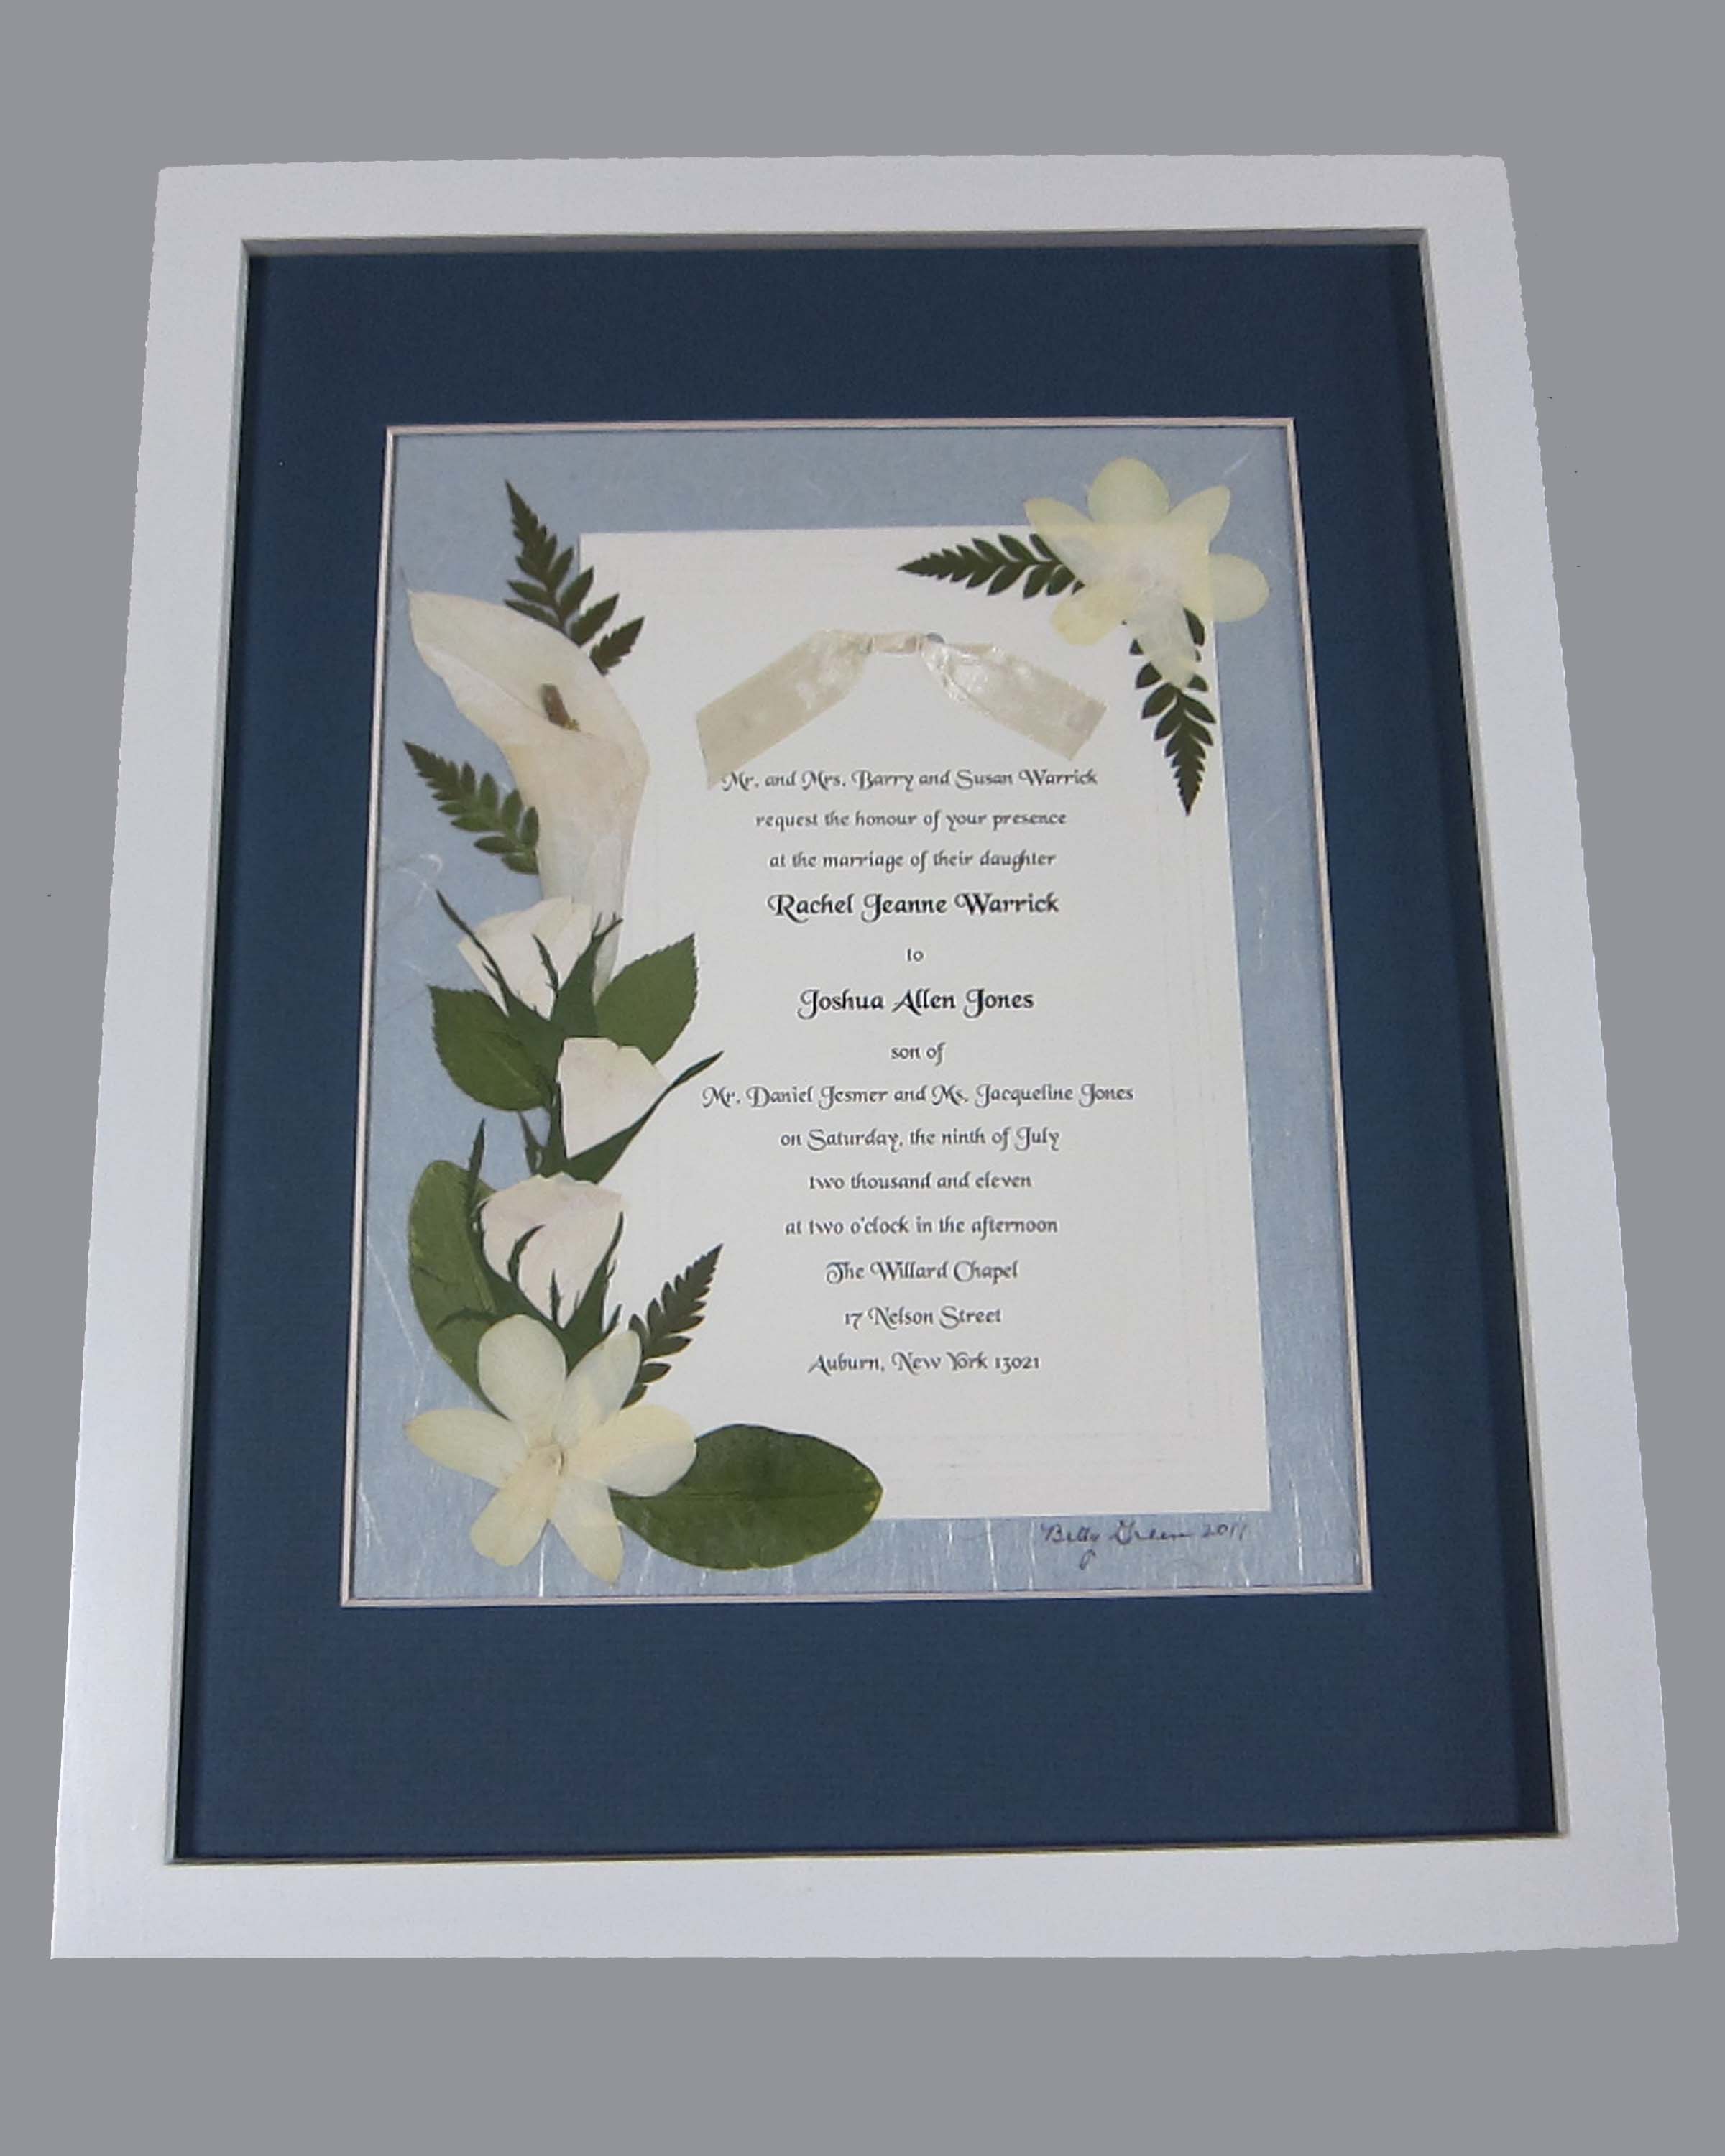 Mr. and Mrs. Barry and Susan Warrick
request the honour of your presence
at the marriage of their daughter
Rachel Jeanne Warrick
to
Joshua Allen Jones
son of
Mr. Daniel Jesmer and Ms. Jacqueline Jones
on Saturday, the ninth of July
two thousand and eleven
at two o'clock in the afternoon
The Willard Chapel
17 Nelson Street
Auburn, New York 13021
Betty Green 2011